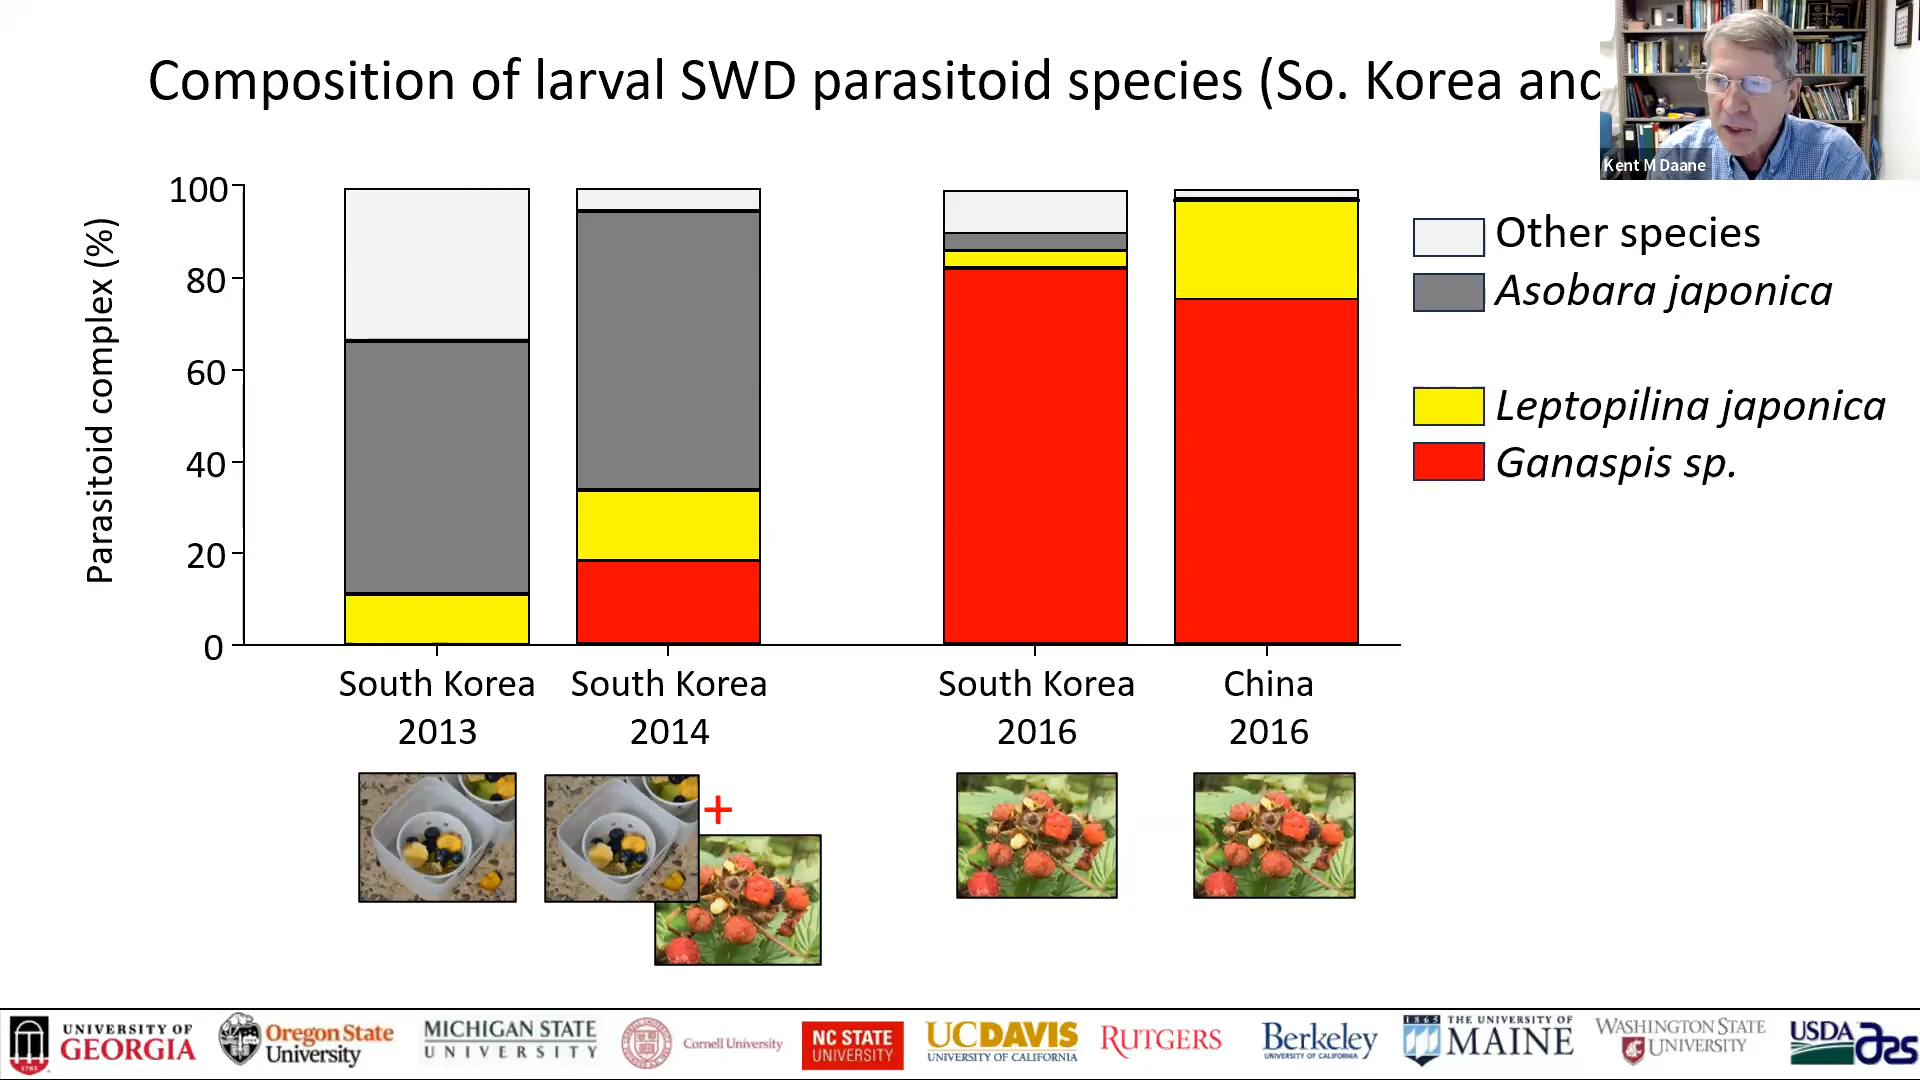 Composition of larval SWD parasitoid species (So. Korea and
Kent M Daane
Parasitoid complex (%)
100
80
60
40
20
0
Other species
Asobara japonica
Leptopilina japonica
Ganaspis sp.
South Korea
2013
South Korea
2014
South Korea
2016
China
2016
+
UNIVERSITY OF
GEORGIA
1785
Oregon State
University
MICHIGAN STATE
UNIVERSITY
Cornell University
NC STATE
UNIVERSITY
UCDAVIS
UNIVERSITY OF CALIFORNIA
RUTGERS
Berkeley
UNIVERSITY OF CALIFORNIA
1865
THE UNIVERSITY OF
MAINE
WASHINGTON STATE
UNIVERSITY
USDA
ars